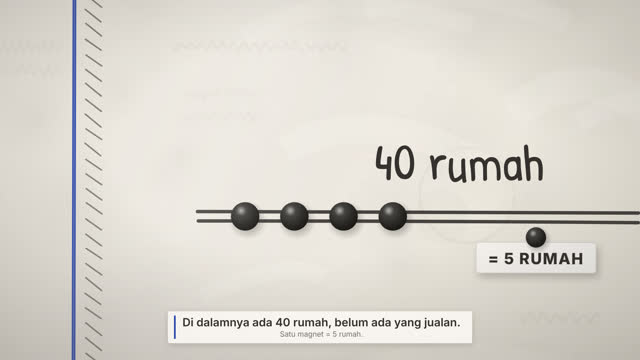 40 rumah
= 5 RUMAH
Di dalamnya ada 40 rumah, belum ada yang jualan.
Satu magnet = 5 rumah.